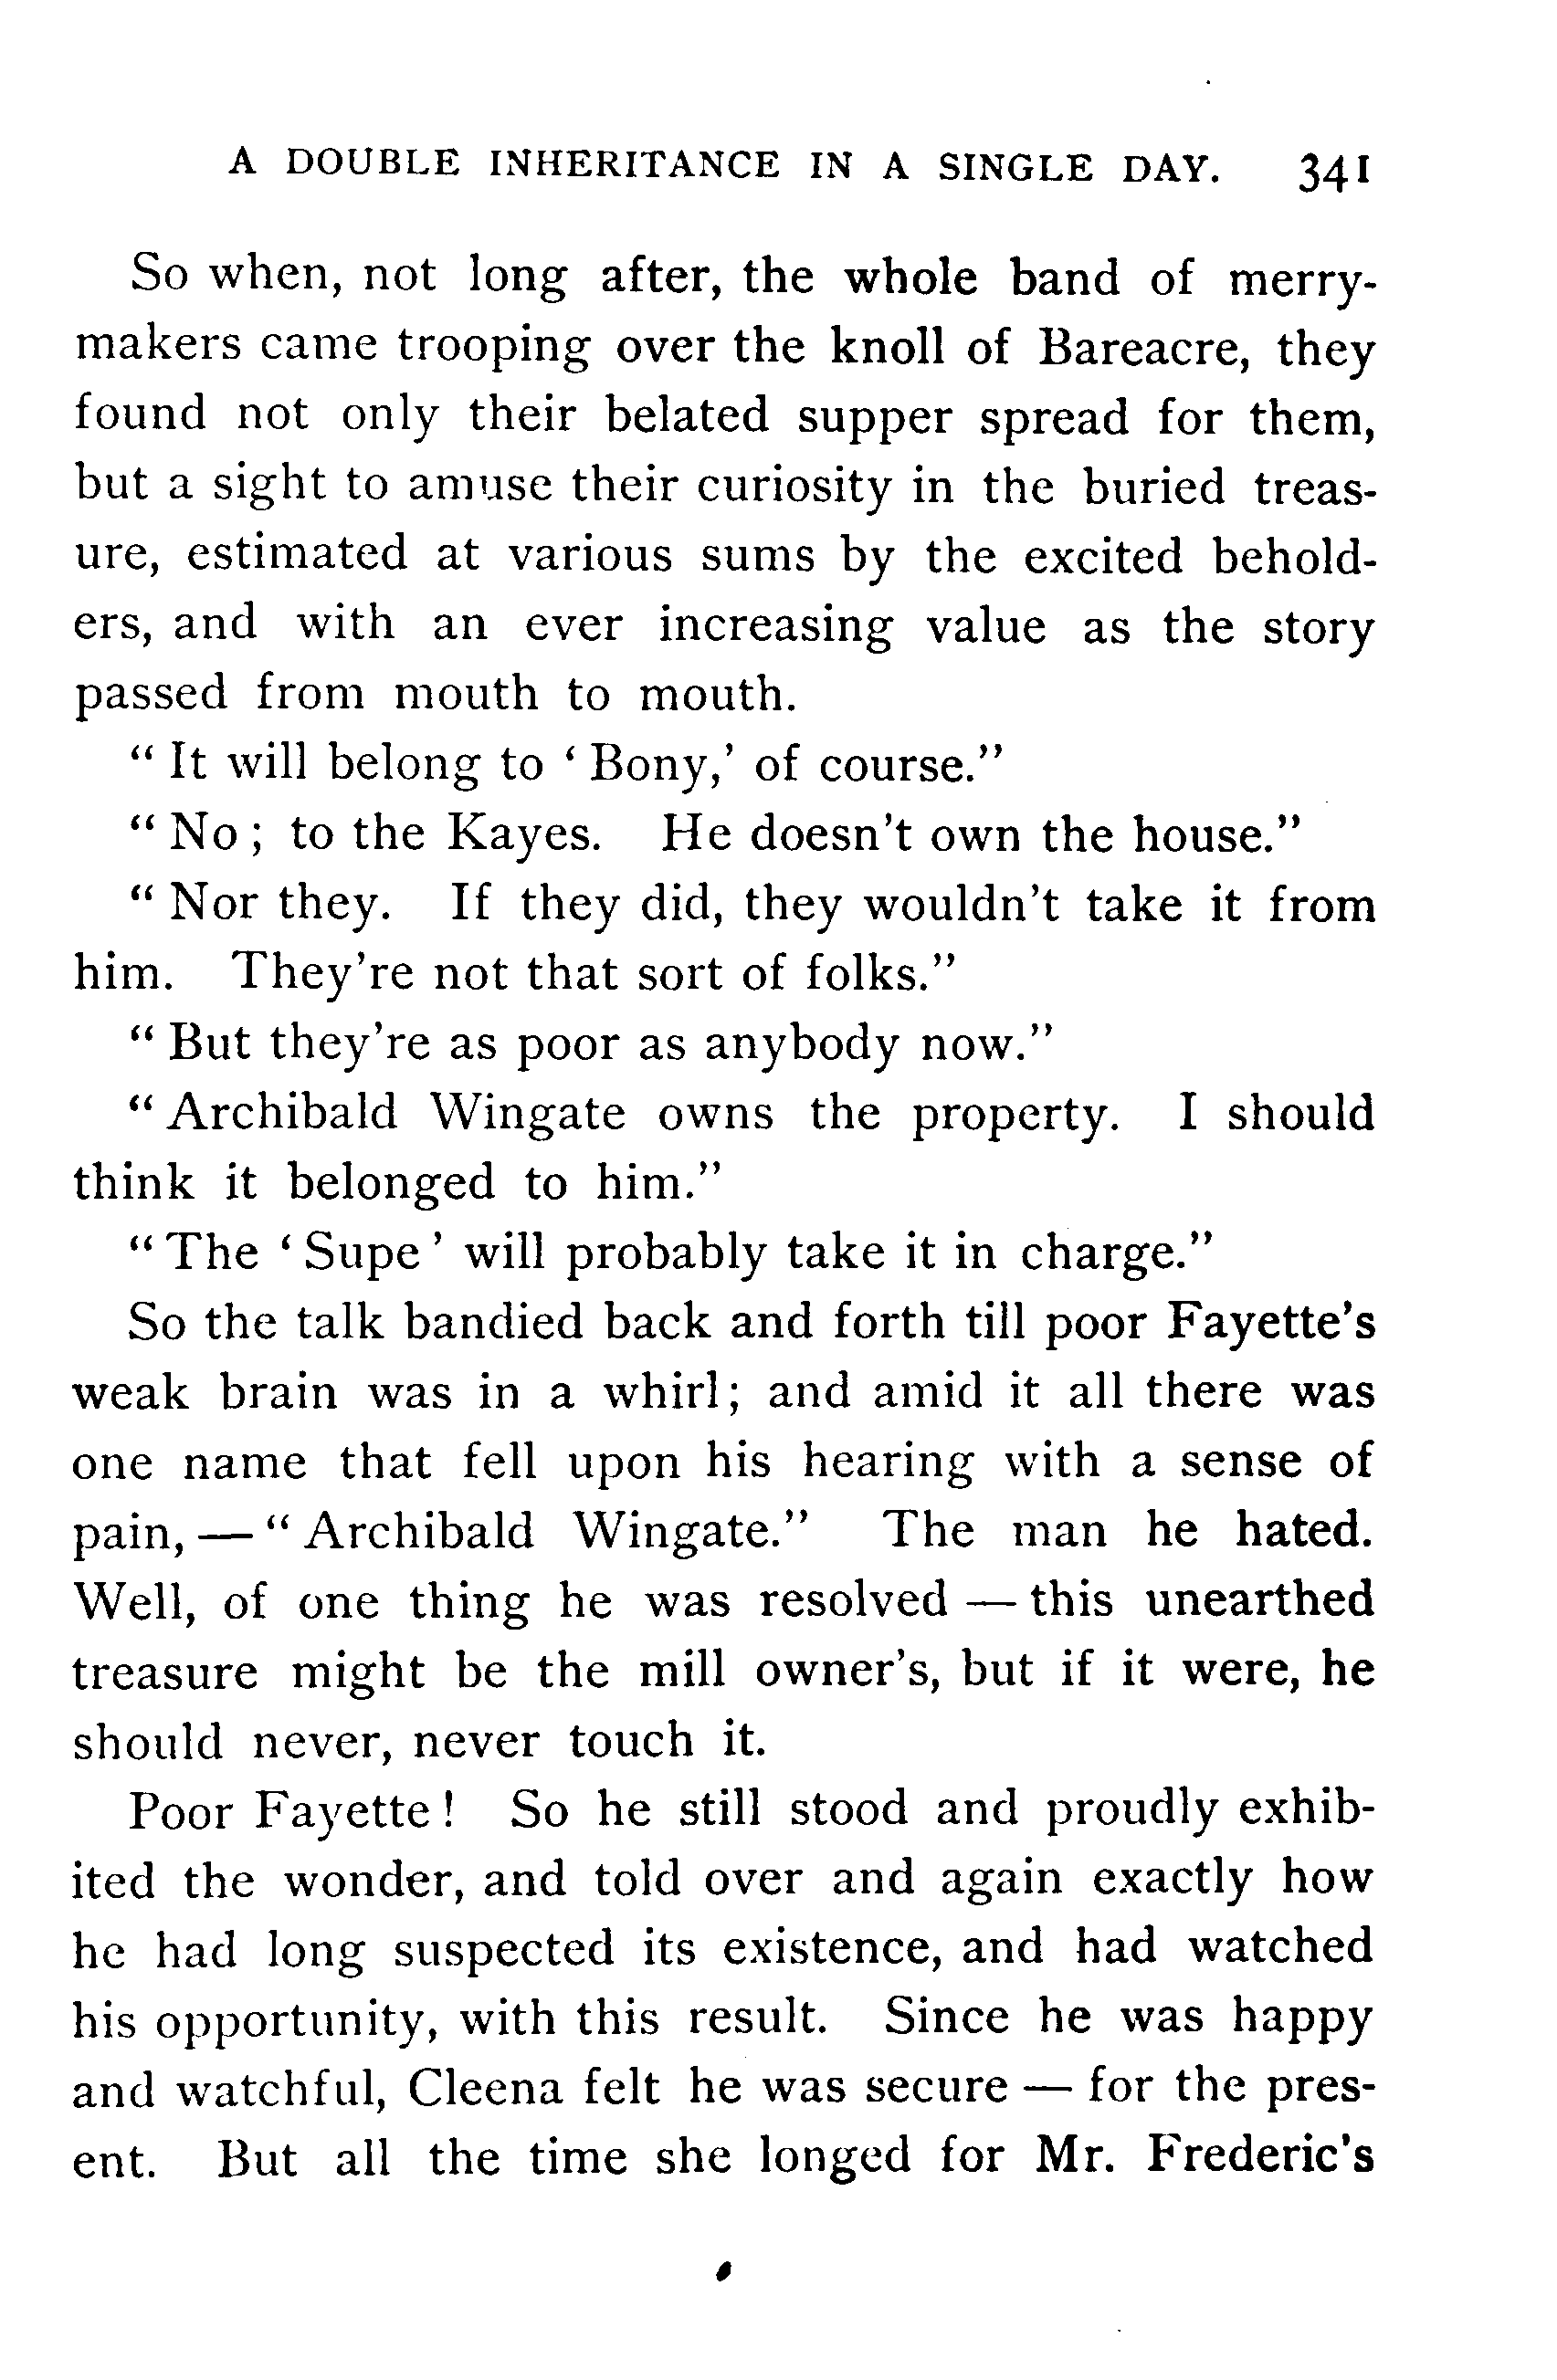 A DOUBLE INHERITANCE IN A SINGLE DAY. 341
So when, not long after, the whole band of merry-
makers came trooping over the knoll of Bareacre, they
found not only their belated supper spread for them,
but a sight to amuse their curiosity in the buried treas-
ure, estimated at various sums by the excited behold-
ers, and with an ever increasing value as the story
passed from mouth to mouth.
“ It will belong to ‘ Bony,’ of course.”
“ No ; to the Kayes. He doesn’t own the house.”
“ Nor they. If they did, they wouldn’t take it from
him. They’re not that sort of folks.”
“ But they’re as poor as anybody now.”
“ Archibald Wingate owns the property. I should
think it belonged to him.”
“ The ‘ Supe ’ will probably take it in charge.”
So the talk bandied back and forth till poor Fayette’s
weak brain was in a whirl ; and amid it all there was
one name that fell upon his hearing with a sense of
pain, — “ Archibald Wingate.” The man he hated.
Well, of one thing he was resolved — this unearthed
treasure might be the mill owner’s, but if it were, he
should never, never touch it.
Poor Fayette ! So he still stood and proudly exhib-
ited the wonder, and told over and again exactly how
he had long suspected its existence, and had watched
his opportunity, with this result. Since he was happy
and watchful, Cleena felt he was secure — for the pres-
ent. But all the time she longed for Mr. Frederic’s